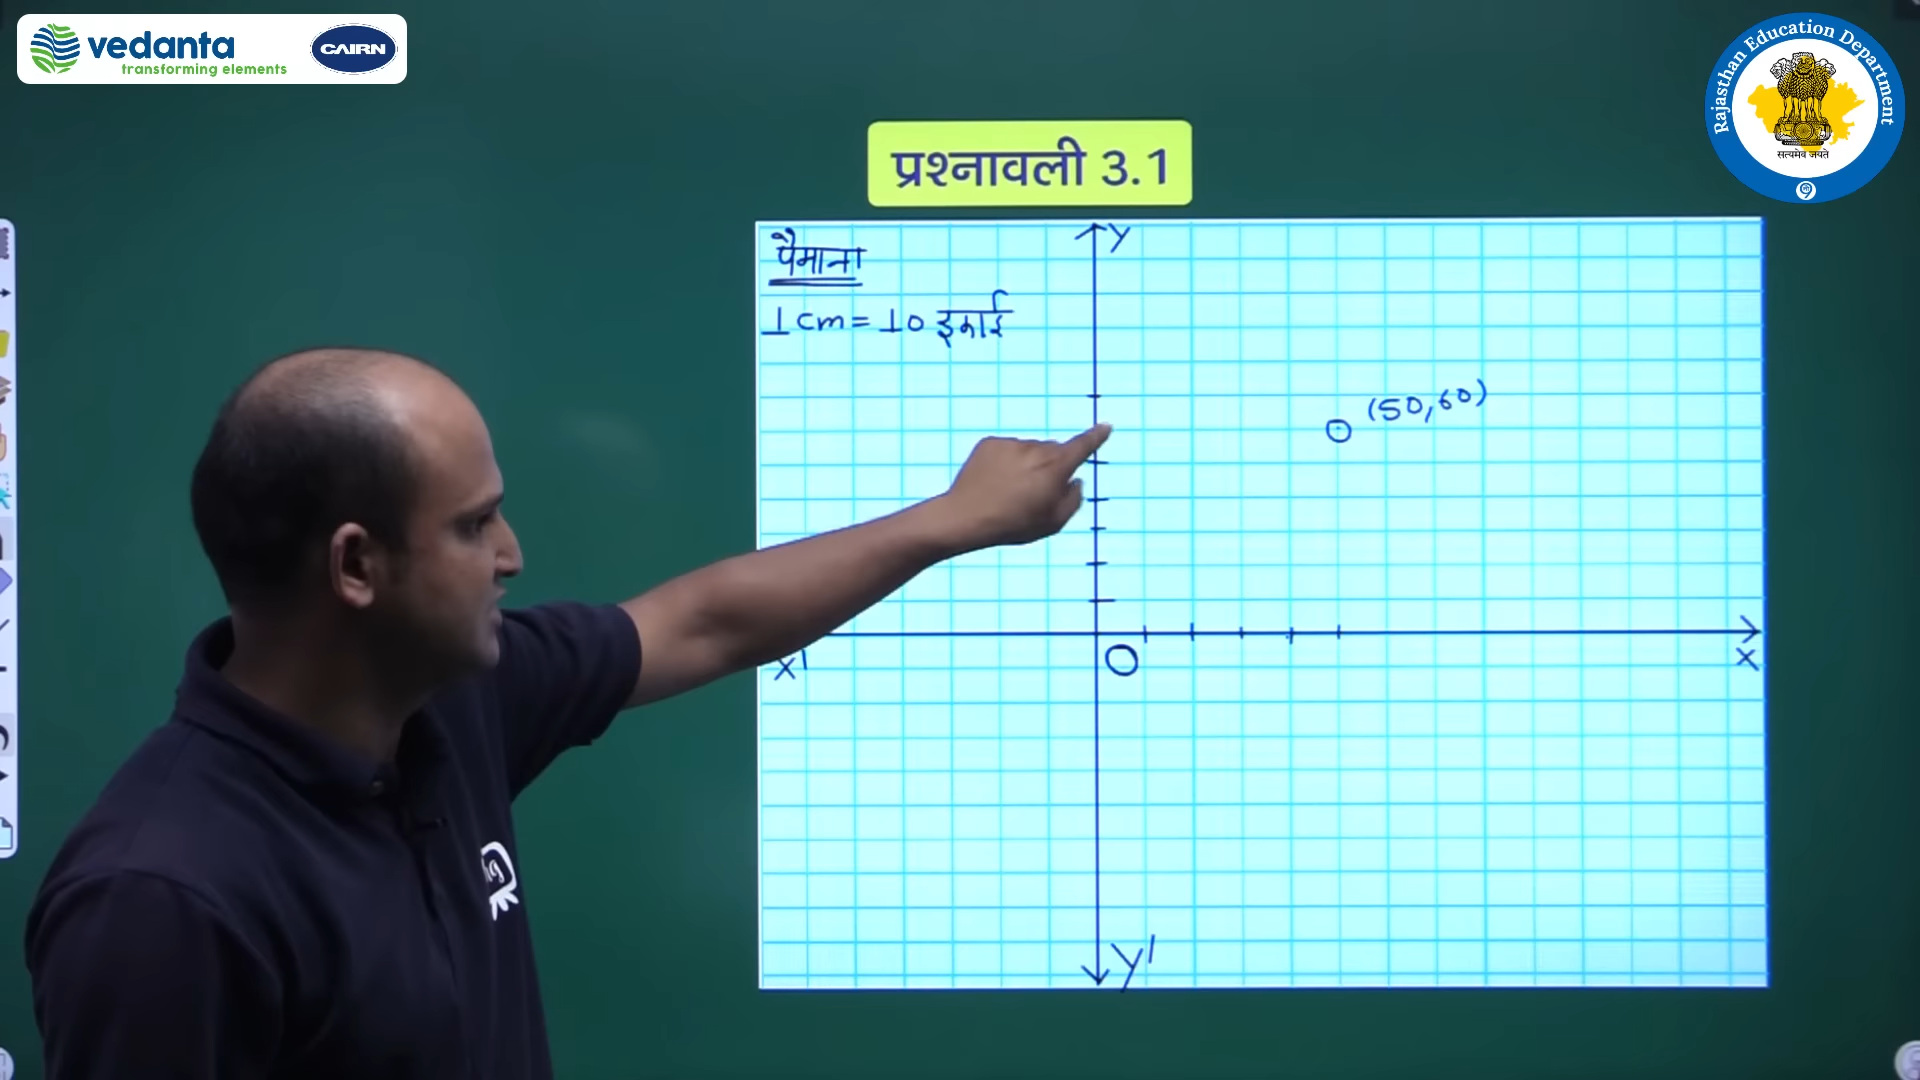 vedanta
transforming elements
CAIRN
Rajasthan Education Department
सत्यमेव जयते
प्रश्नावली 3.1
पैमाना
1 cm = 10 इकाई
Y
(50,60)
X'
O
X
Y'